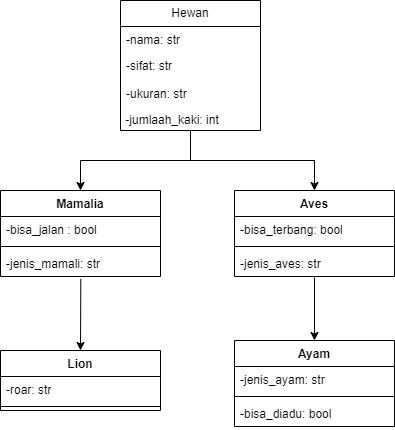 Hewan
-nama: str
-sifat: str
-ukuran: str
-jumlaah_kaki: int
Mamalia
-bisa_jalan : bool
-jenis_mamali: str
Aves
-bisa_terbang: bool
-jenis_aves: str
Lion
-roar: str
Ayam
-jenis_ayam: str
-bisa_diadu: bool